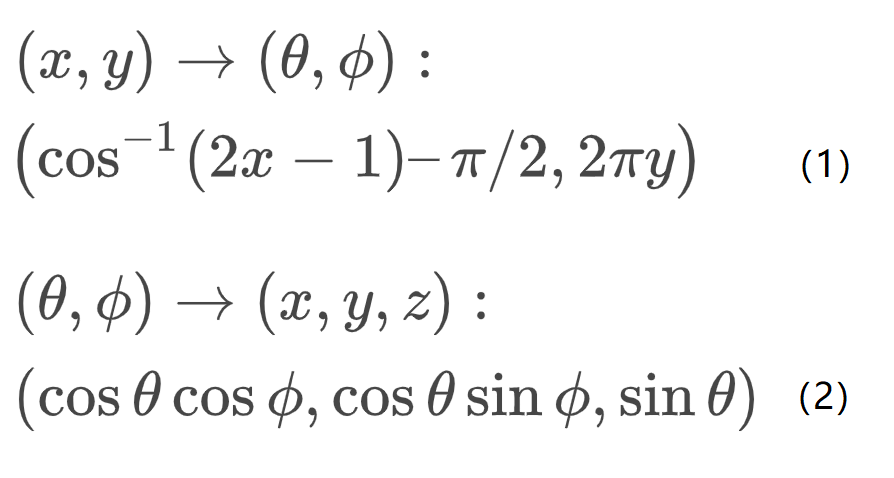 (x, y) → (θ, ϕ) :
(cos⁻¹(2x − 1)–π/2, 2πy) (1)
(θ, ϕ) → (x, y, z) :
(cos θ cos ϕ, cos θ sin ϕ, sin θ) (2)